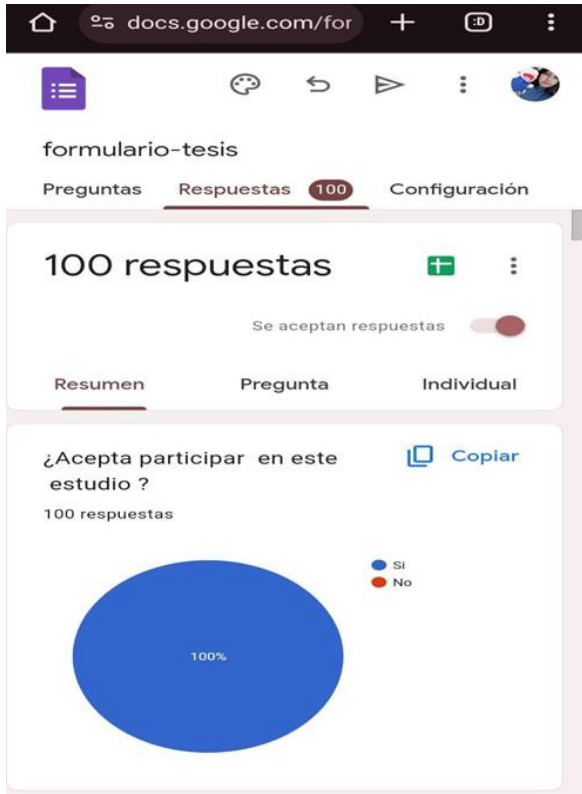 docs.google.com/for
:D
formulario-tesis
Preguntas Respuestas 100 Configuración
100 respuestas
Se aceptan respuestas
Resumen Pregunta Individual
¿Acepta participar en este Copiar
estudio ?
100 respuestas
Si
No
100%